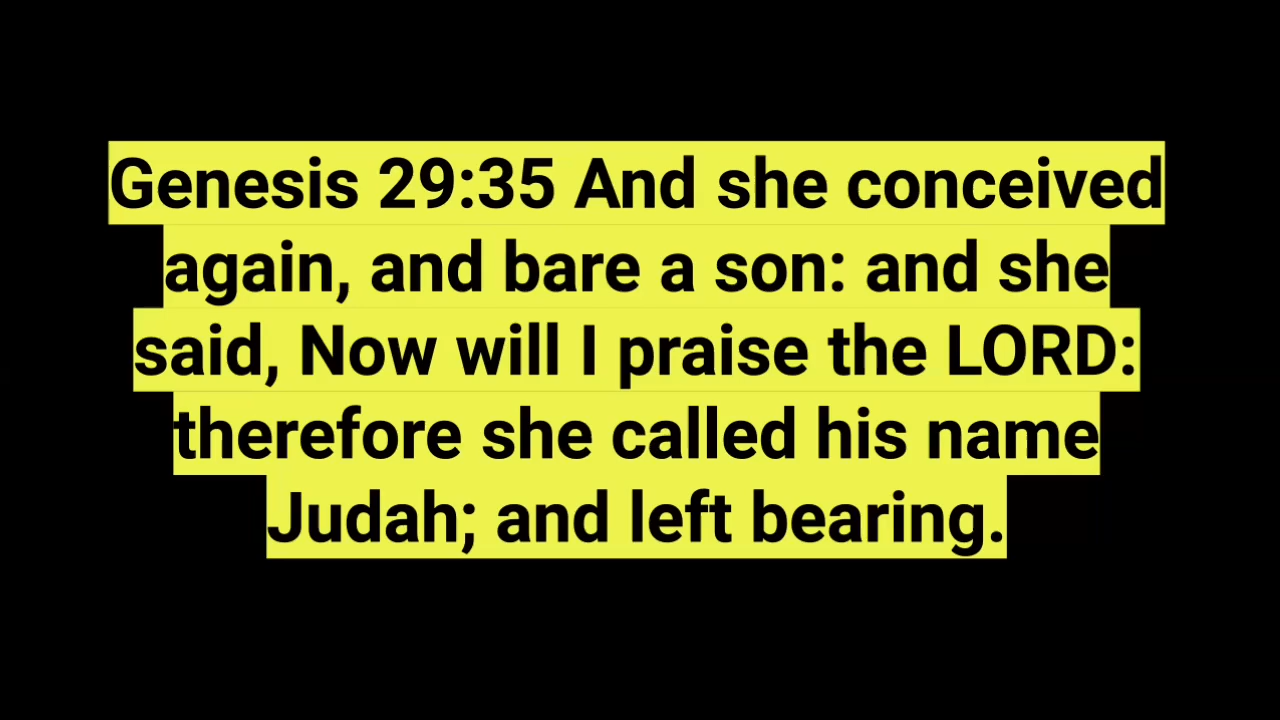 Genesis 29:35 And she conceived
again, and bare a son: and she
said, Now will I praise the LORD:
therefore she called his name
Judah; and left bearing.